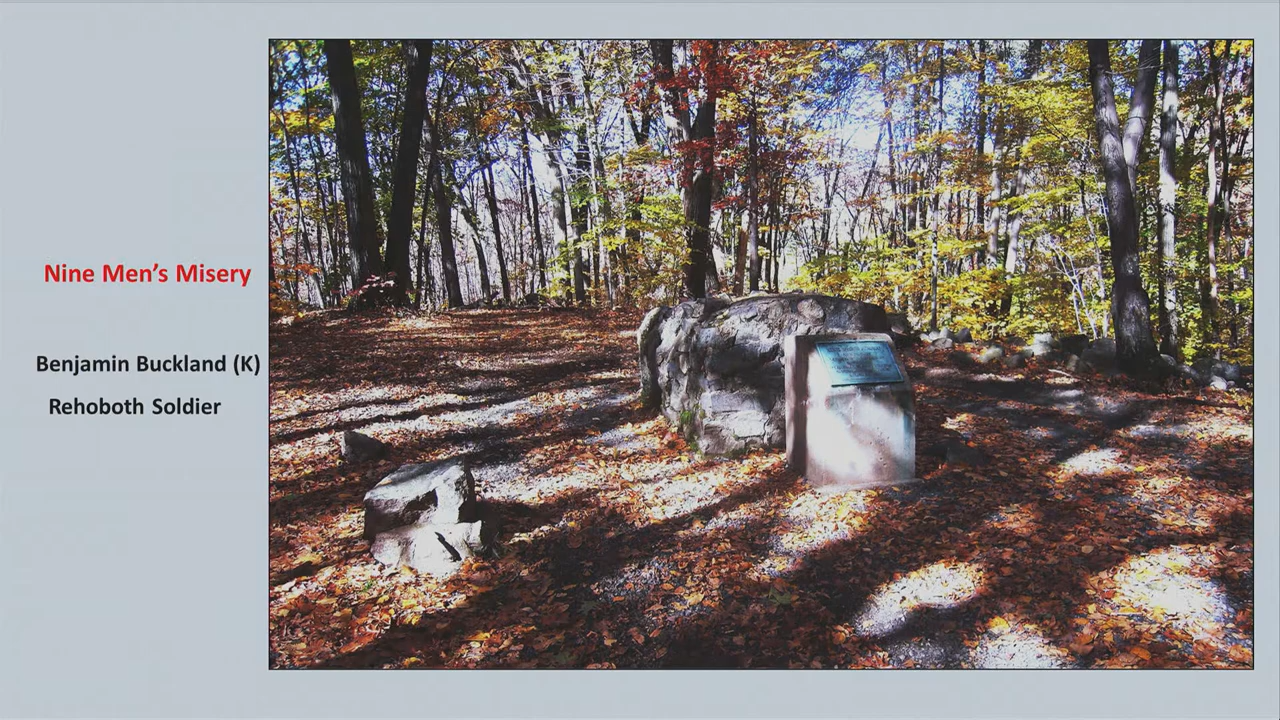 Nine Men’s Misery
Benjamin Buckland (K)
Rehoboth Soldier